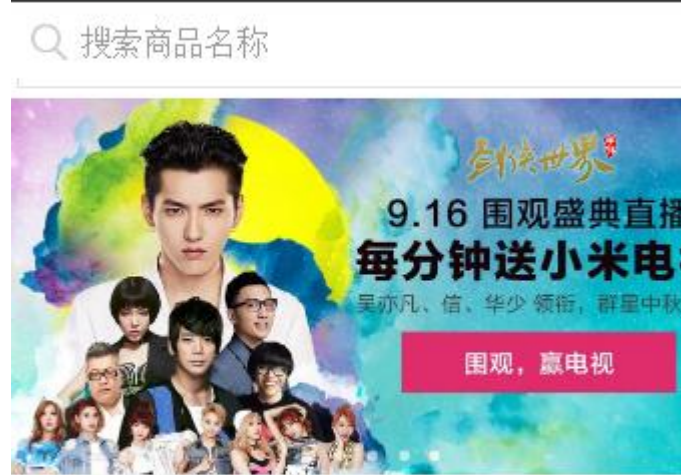 搜索商品名称
剑侠世界
9.16 围观盛典直播
每分钟送小米电
吴亦凡、信、华少 领衔，群星中秋
围观，赢电视